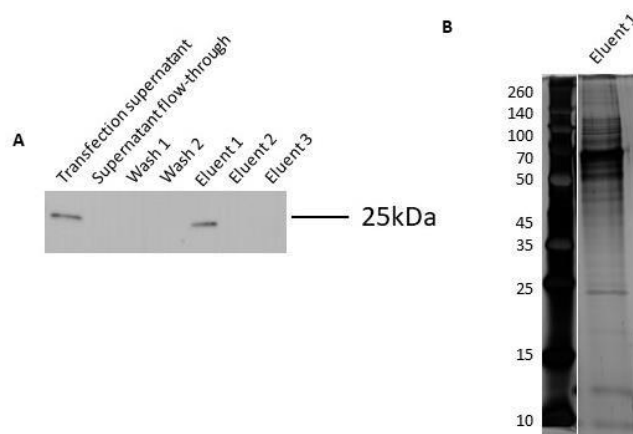 A
Transfection supernatant
Supernatant flow-through
Wash 1
Wash 2
Eluent 1
Eluent 2
Eluent 3
25kDa
B
Eluent 1
260
140
100
70
50
45
35
25
15
10